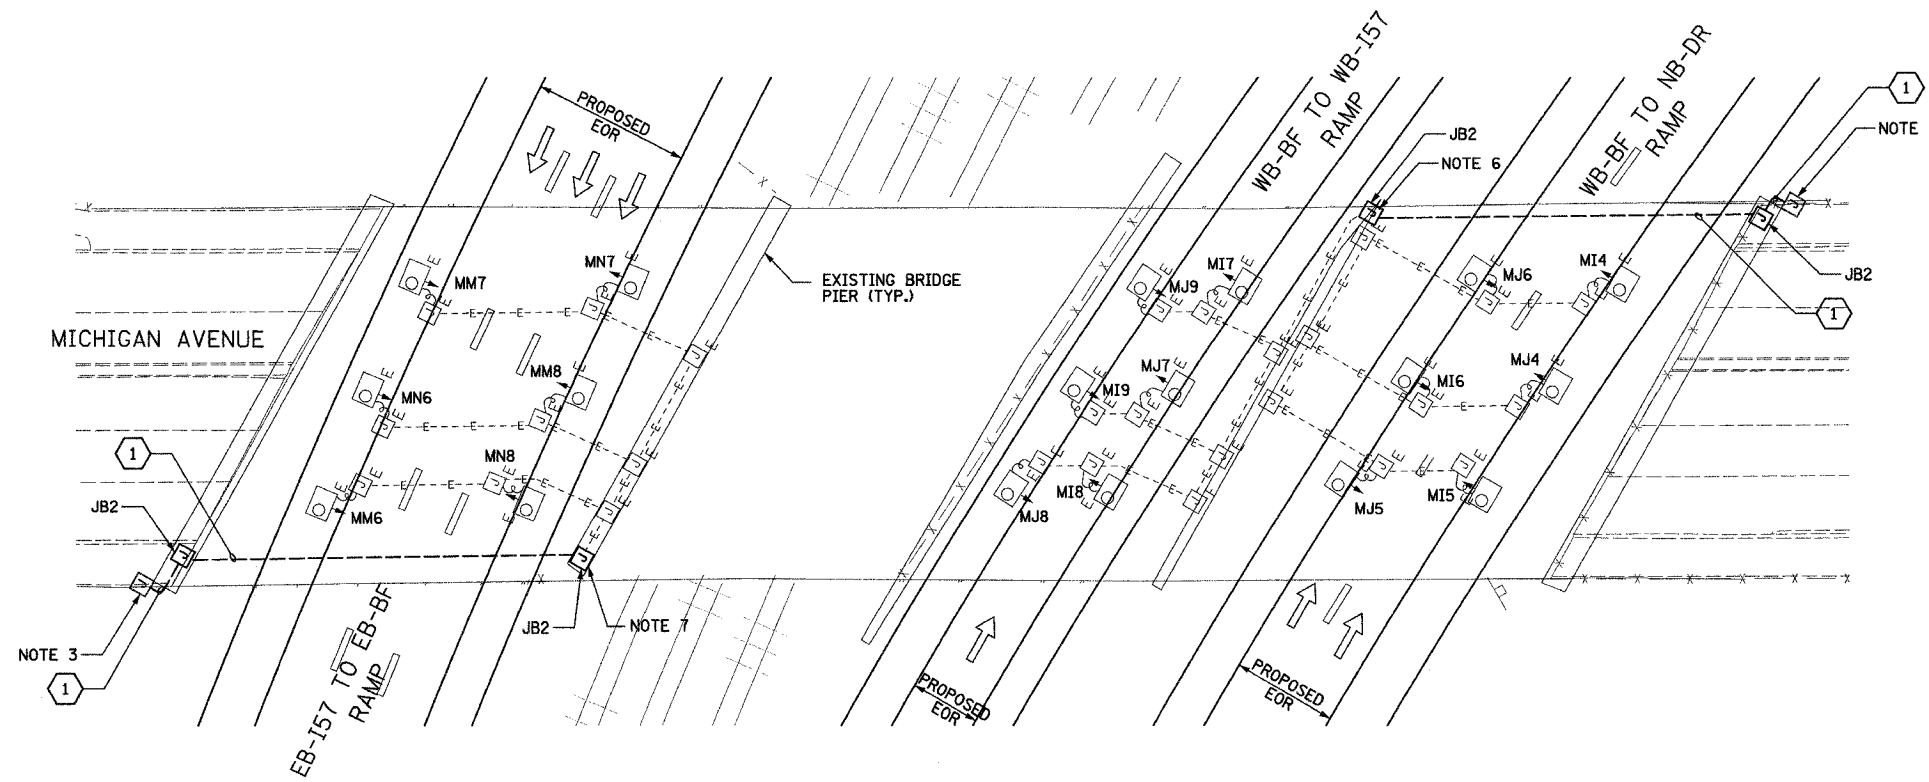 PROPOSED
EOR
WB-BF TO WB-I57
RAMP
WB-BF TO NB-DR
RAMP
1
NOTE
JB2
NOTE 6
JB2
1
MM7
MN7
EXISTING BRIDGE
PIER (TYP.)
MJ9
MI7
MJ6
MI4
MICHIGAN AVENUE
MN6
MM8
MI9
MJ7
MI6
MJ4
1
MN8
JB2
MM6
MJ8
MI8
MJ5
MI5
NOTE 3
1
JB2
NOTE 7
EB-I57 TO EB-BF
RAMP
PROPOSED
EOR
PROPOSED
EOR
J E
J E
J E
J E
J E
J E
E E
E E
E E
X X X X X